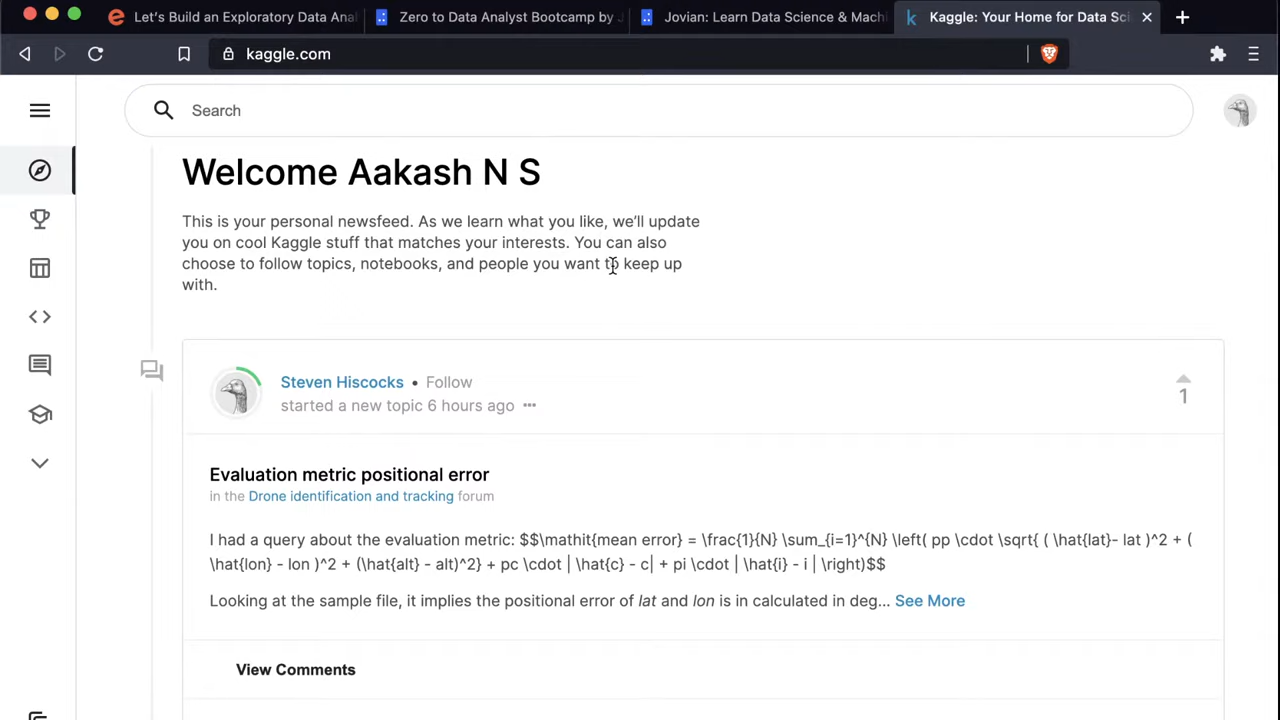 Let's Build an Exploratory Data Anal
Zero to Data Analyst Bootcamp by J
Jovian: Learn Data Science & Machi
Kaggle: Your Home for Data Sci
kaggle.com
Search
Welcome Aakash N S
This is your personal newsfeed. As we learn what you like, we'll update
you on cool Kaggle stuff that matches your interests. You can also
choose to follow topics, notebooks, and people you want to keep up
with.
Steven Hiscocks • Follow
started a new topic 6 hours ago •••
1
Evaluation metric positional error
in the Drone identification and tracking forum
I had a query about the evaluation metric: $$\mathit{mean error} = \frac{1}{N} \sum_{i=1}^{N} \left( pp \cdot \sqrt{ ( \hat{lat}- lat )^2 + (
\hat{lon} - lon )^2 + (\hat{alt} - alt)^2} + pc \cdot | \hat{c} - c| + pi \cdot | \hat{i} - i | \right)$$
Looking at the sample file, it implies the positional error of lat and lon is in calculated in deg... See More
View Comments